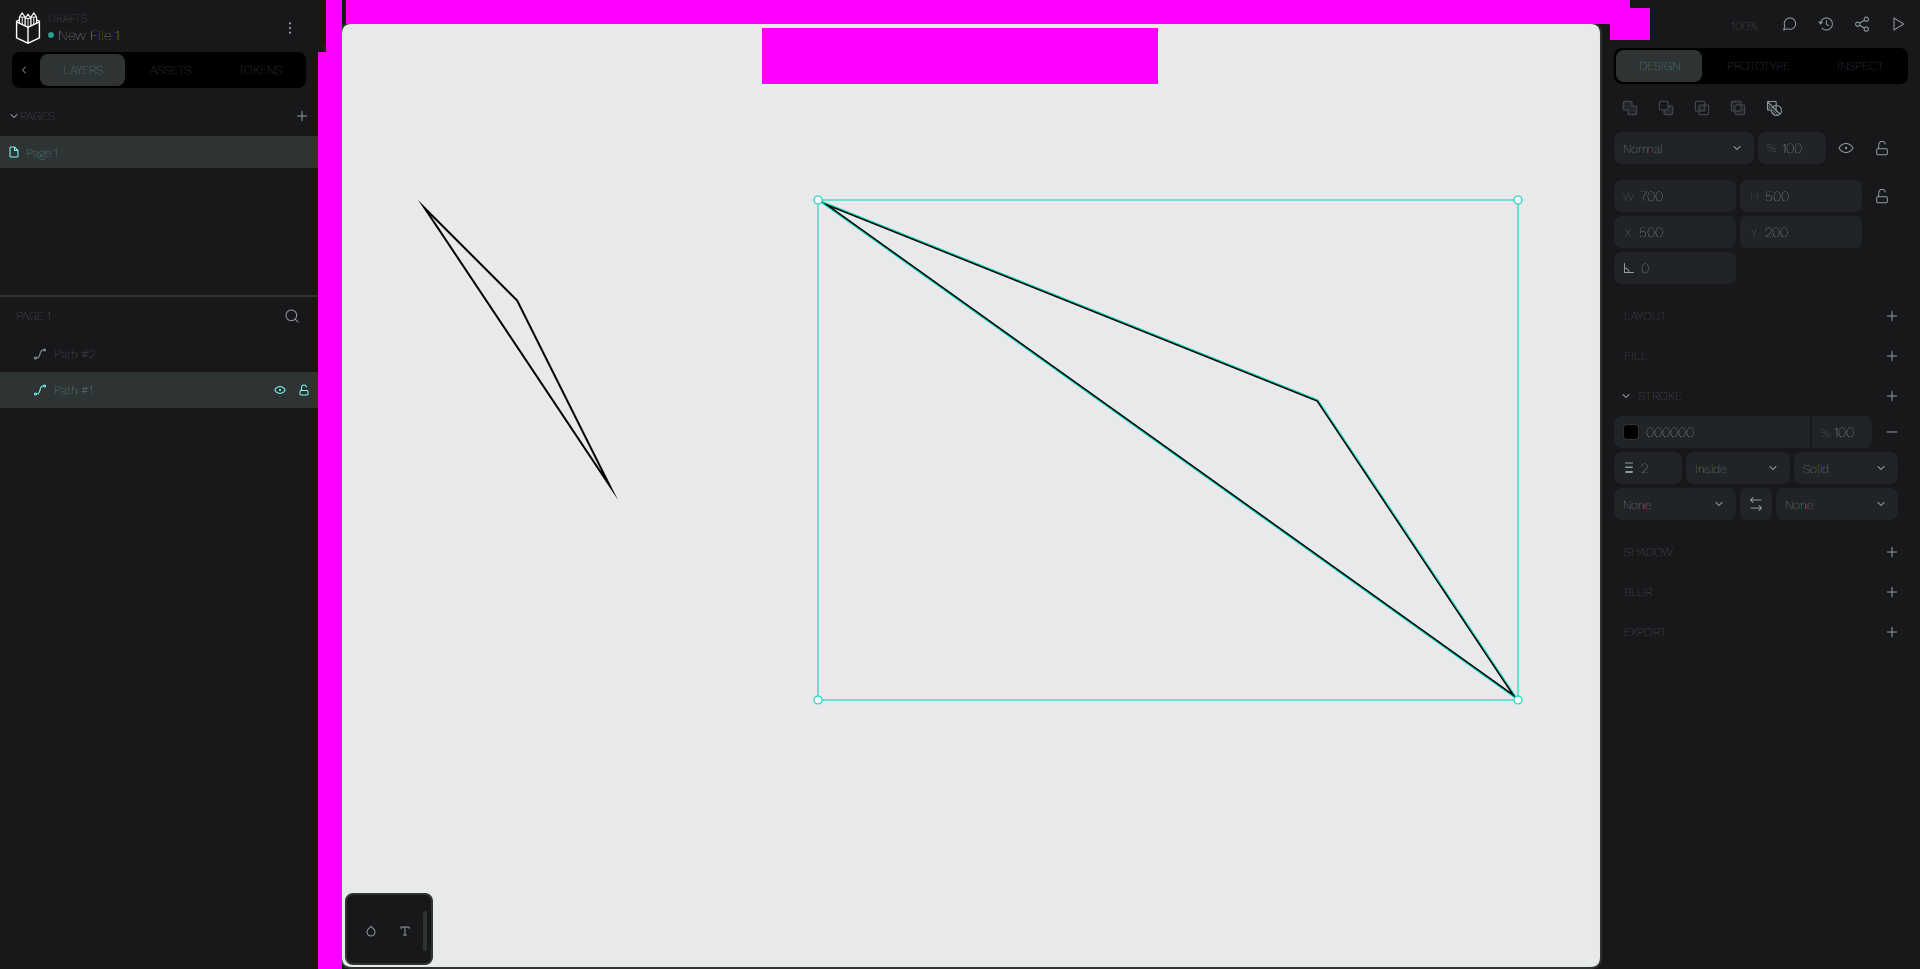 DRAFTS
New File 1
LAYERS
ASSETS
TOKENS
PAGES
Page 1
PAGE 1
Path #2
Path #1
T
100%
DESIGN
PROTOTYPE
INSPECT
Normal
% 100
W 700
H 500
X 500
Y 200
0
LAYOUT
FILL
STROKE
000000
% 100
2
Inside
Solid
None
None
SHADOW
BLUR
EXPORT